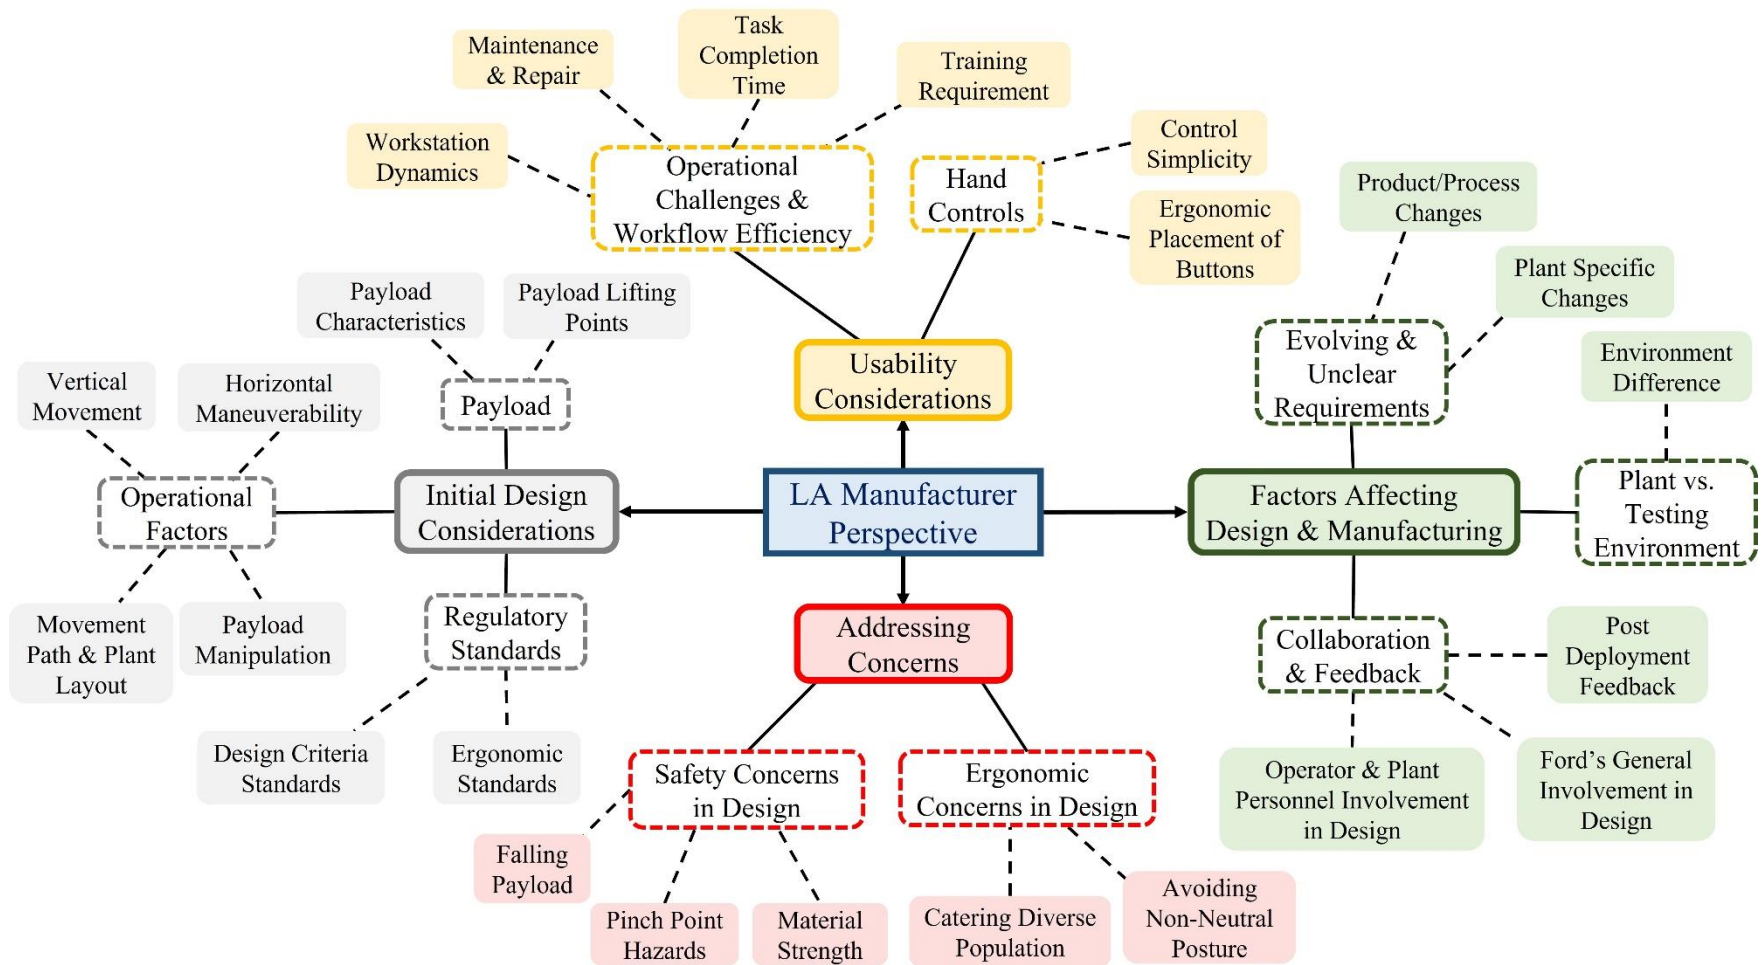 Maintenance
& Repair
Task
Completion
Time
Training
Requirement
Workstation
Dynamics
Operational
Challenges &
Workflow Efficiency
Hand
Controls
Control
Simplicity
Ergonomic
Placement of
Buttons
Usability
Considerations
Product/Process
Changes
Plant Specific
Changes
Evolving &
Unclear
Requirements
Environment
Difference
Plant vs.
Testing
Environment
Factors Affecting
Design & Manufacturing
Collaboration
& Feedback
Post
Deployment
Feedback
Operator & Plant
Personnel Involvement
in Design
Ford’s General
Involvement in
Design
LA Manufacturer
Perspective
Payload
Characteristics
Payload Lifting
Points
Payload
Vertical
Movement
Horizontal
Maneuverability
Operational
Factors
Initial Design
Considerations
Movement
Path & Plant
Layout
Payload
Manipulation
Regulatory
Standards
Design Criteria
Standards
Ergonomic
Standards
Addressing
Concerns
Safety Concerns
in Design
Ergonomic
Concerns in Design
Falling
Payload
Pinch Point
Hazards
Material
Strength
Catering Diverse
Population
Avoiding
Non-Neutral
Posture